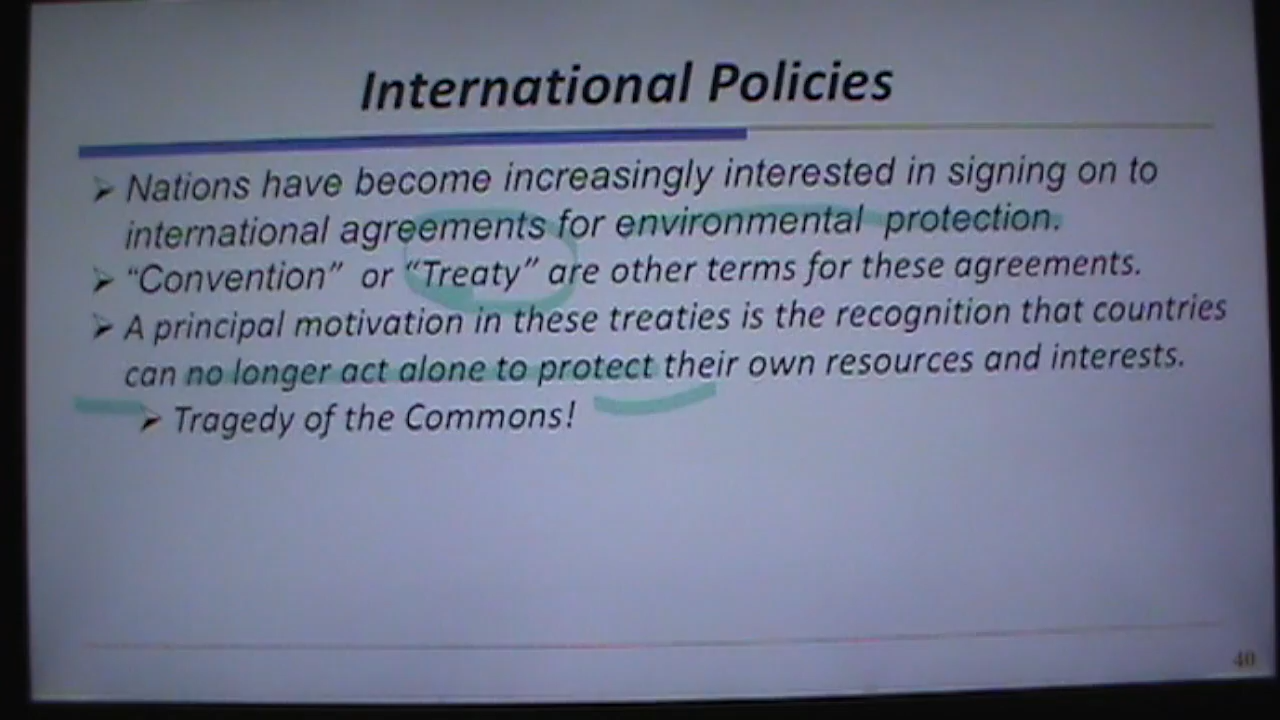 International Policies
➢ Nations have become increasingly interested in signing on to
international agreements for environmental protection.
➢ “Convention” or “Treaty” are other terms for these agreements.
➢ A principal motivation in these treaties is the recognition that countries
can no longer act alone to protect their own resources and interests.
➢ Tragedy of the Commons!
40